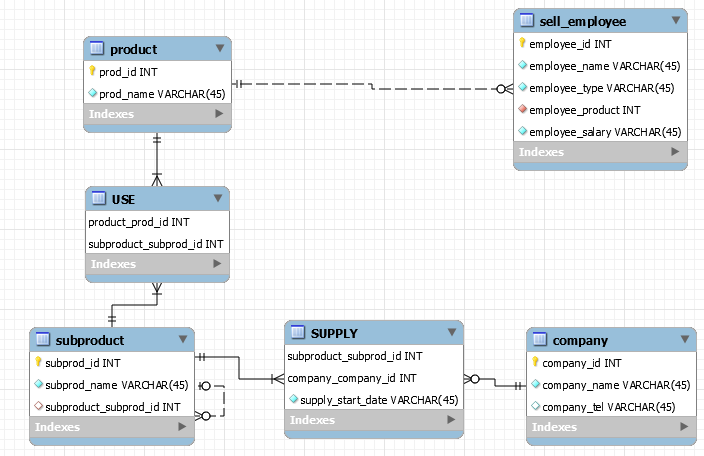 product
prod_id INT
prod_name VARCHAR(45)
Indexes
sell_employee
employee_id INT
employee_name VARCHAR(45)
employee_type VARCHAR(45)
employee_product INT
employee_salary VARCHAR(45)
Indexes
USE
product_prod_id INT
subproduct_subprod_id INT
Indexes
subproduct
subprod_id INT
subprod_name VARCHAR(45)
subproduct_subprod_id INT
Indexes
SUPPLY
subproduct_subprod_id INT
company_company_id INT
supply_start_date VARCHAR(45)
Indexes
company
company_id INT
company_name VARCHAR(45)
company_tel VARCHAR(45)
Indexes